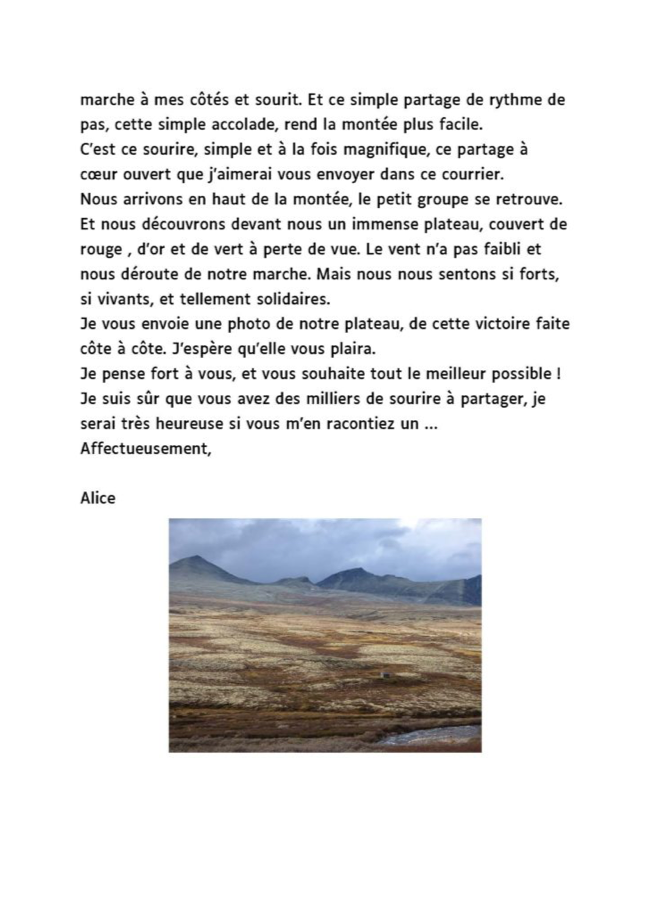 marche à mes côtés et sourit. Et ce simple partage de rythme de
pas, cette simple accolade, rend la montée plus facile.
C'est ce sourire, simple et à la fois magnifique, ce partage à
cœur ouvert que j'aimerai vous envoyer dans ce courrier.
Nous arrivons en haut de la montée, le petit groupe se retrouve.
Et nous découvrons devant nous un immense plateau, couvert de
rouge , d'or et de vert à perte de vue. Le vent n'a pas faibli et
nous déroute de notre marche. Mais nous nous sentons si forts,
si vivants, et tellement solidaires.
Je vous envoie une photo de notre plateau, de cette victoire faite
côte à côte. J'espère qu'elle vous plaira.
Je pense fort à vous, et vous souhaite tout le meilleur possible !
Je suis sûr que vous avez des milliers de sourire à partager, je
serai très heureuse si vous m'en racontiez un ...
Affectueusement,
Alice